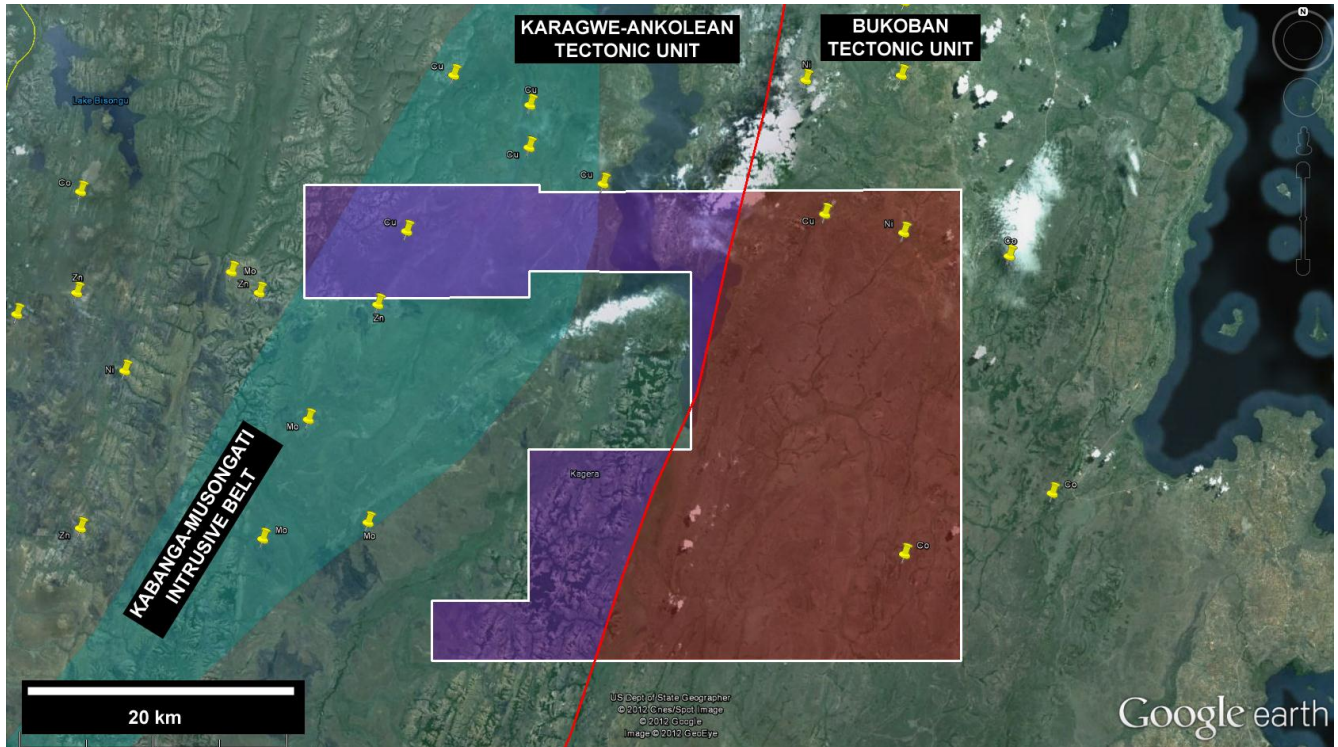 KARAGWE-ANKOLEAN
TECTONIC UNIT
BUKOBAN
TECTONIC UNIT
N
Cu
Ni
Lake Bisongu
Cu
Cu
Cu
Co
Cu
Cu
Ni
Co
Mo
Zn
Zn
Zn
Ni
Mo
Kagera
Co
KABANGA-MUSONGATI
INTRUSIVE BELT
Zn
Mo
Mo
Co
20 km
US Dept of State Geographer
© 2012 Cnes/Spot Image
© 2012 Google
Image © 2012 GeoEye
Google earth